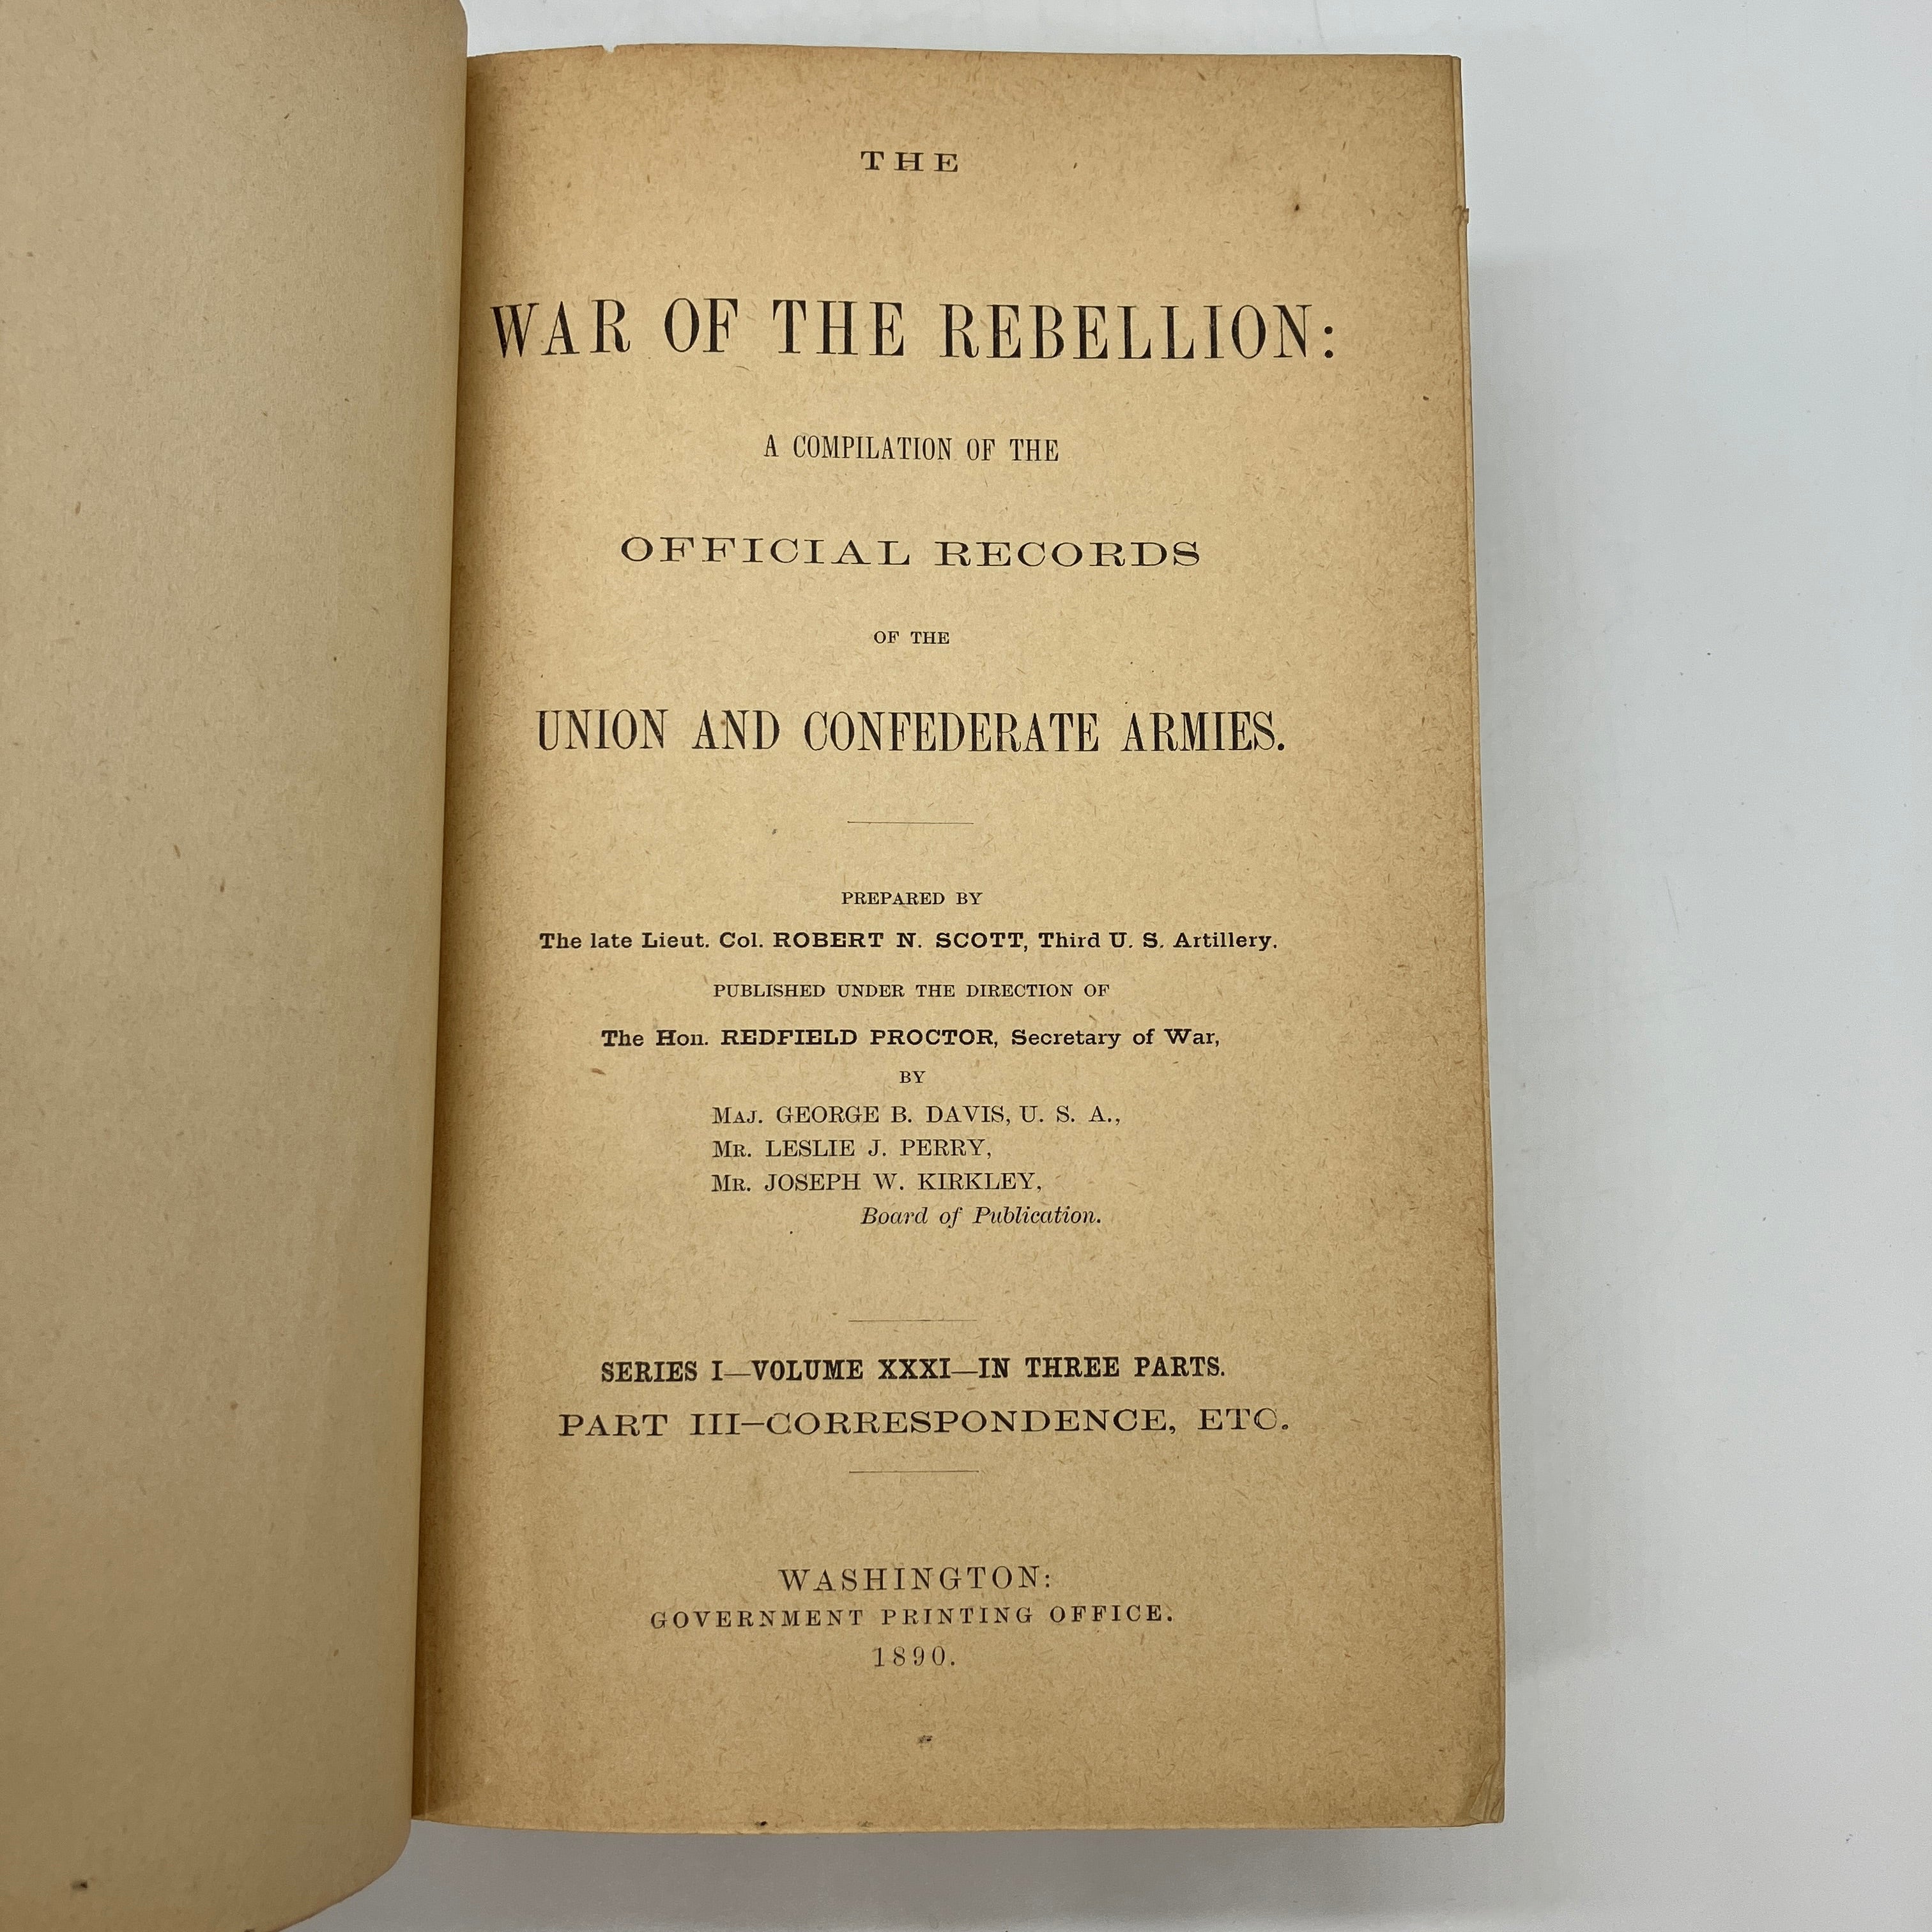 THE
WAR OF THE REBELLION:
A COMPILATION OF THE
OFFICIAL RECORDS
OF THE
UNION AND CONFEDERATE ARMIES.
PREPARED BY
The late Lieut. Col. ROBERT N. SCOTT, Third U. S. Artillery.
PUBLISHED UNDER THE DIRECTION OF
The Hon. REDFIELD PROCTOR, Secretary of War,
BY
MAJ. GEORGE B. DAVIS, U. S. A.,
MR. LESLIE J. PERRY,
MR. JOSEPH W. KIRKLEY,
Board of Publication.
SERIES I—VOLUME XXXI—IN THREE PARTS.
PART III—CORRESPONDENCE, ETC.
WASHINGTON:
GOVERNMENT PRINTING OFFICE.
1890.